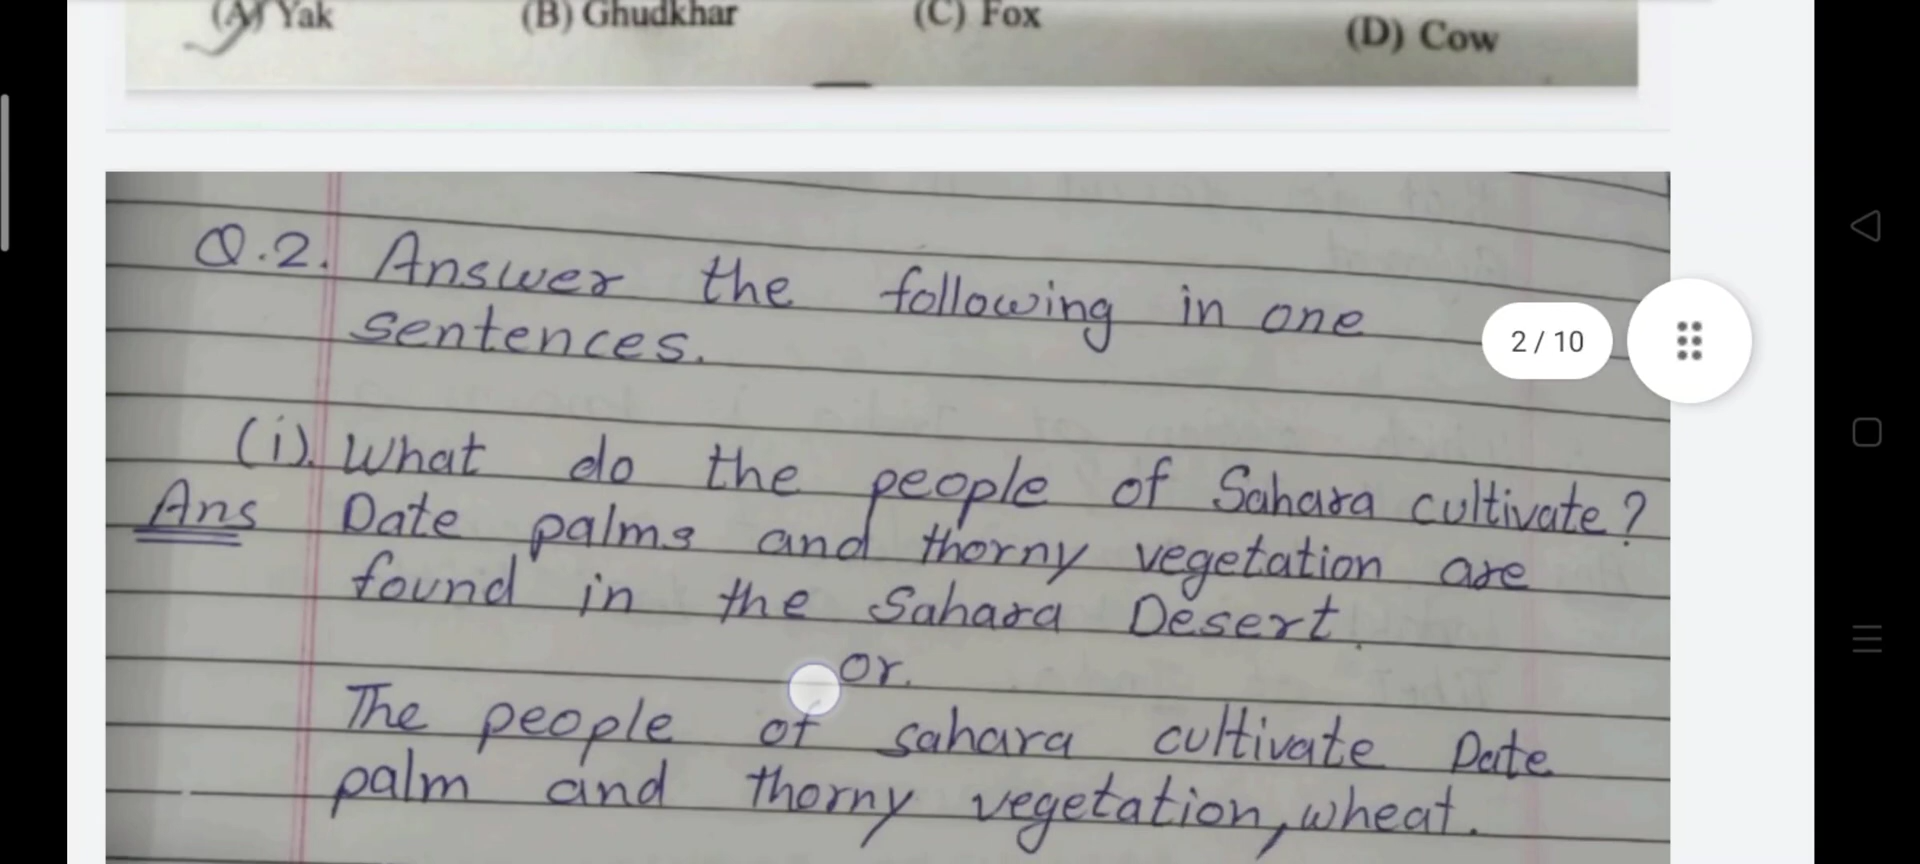 (A) Yak (B) Ghudkhar (C) Fox (D) Cow
Q.2. Answer the following in one
sentences.
2 / 10
(i). What do the people of Sahara cultivate?
Ans Date palms and thorny vegetation are
found in the Sahara Desert.
or.
The people of sahara cultivate Date
palm and thorny vegetation, wheat.